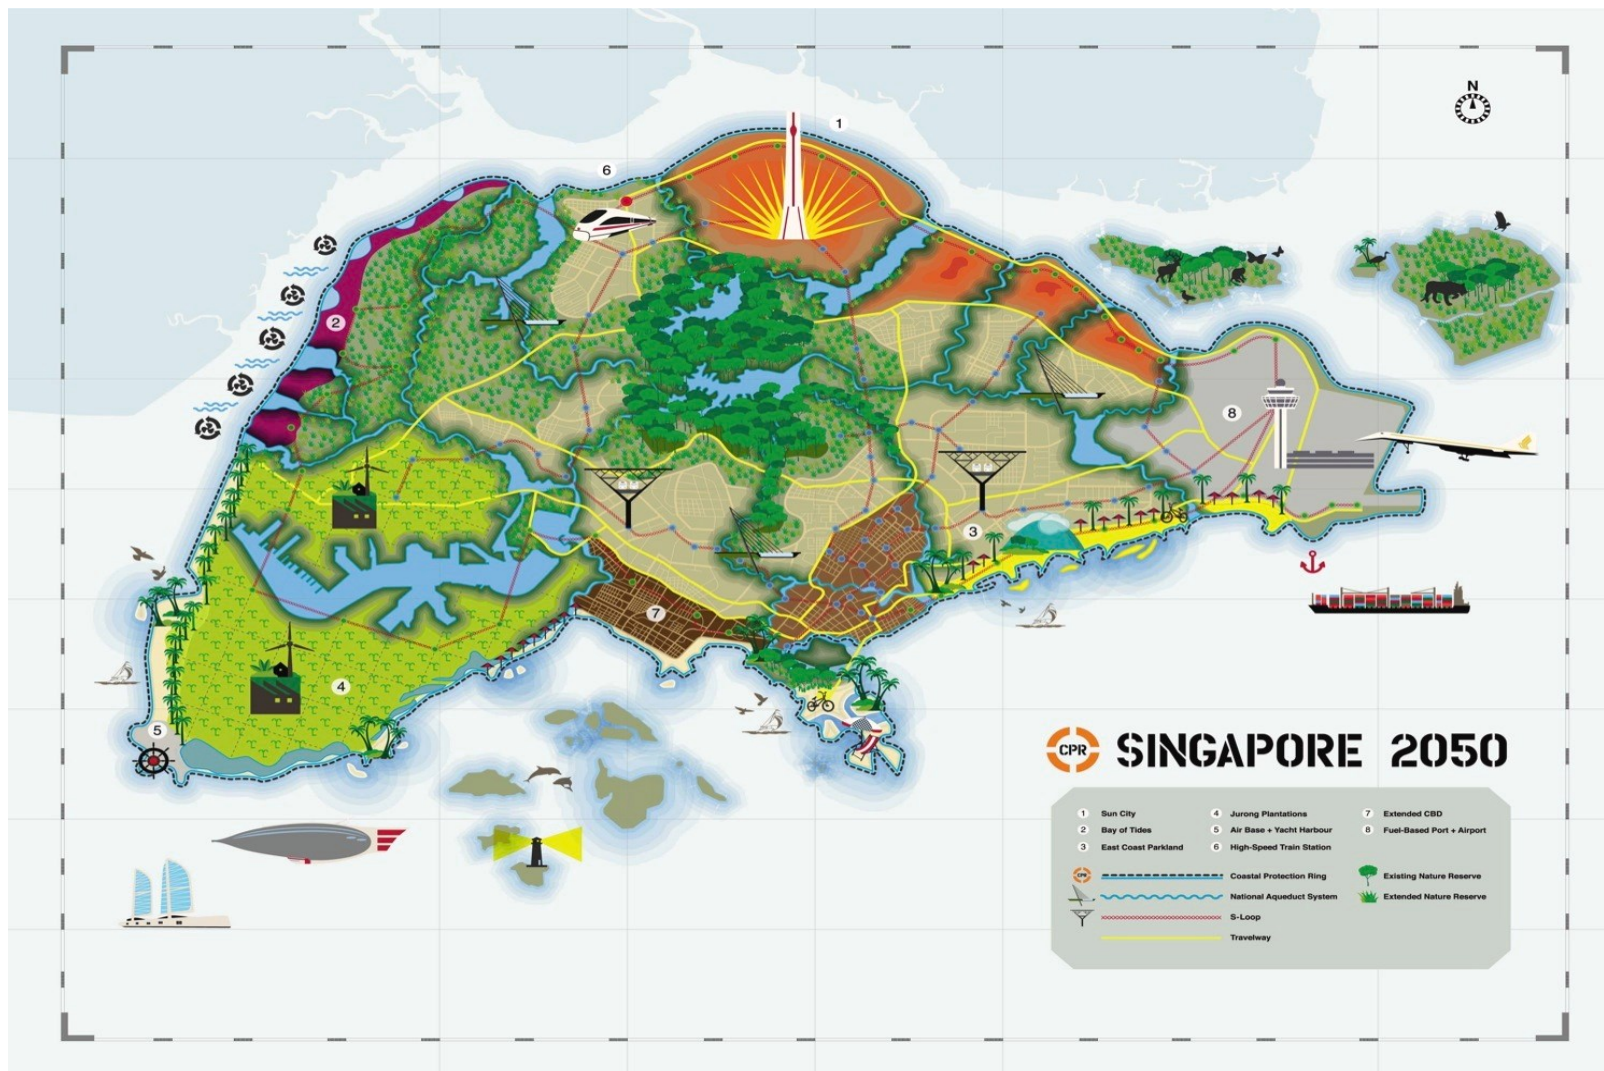 N
1
6
2
8
3
7
4
5
CPR SINGAPORE 2050
1 Sun City
2 Bay of Tides
3 East Coast Parkland
4 Jurong Plantations
5 Air Base + Yacht Harbour
6 High-Speed Train Station
7 Extended CBD
8 Fuel-Based Port + Airport
CPR Coastal Protection Ring
National Aqueduct System
S-Loop
Travelway
Existing Nature Reserve
Extended Nature Reserve